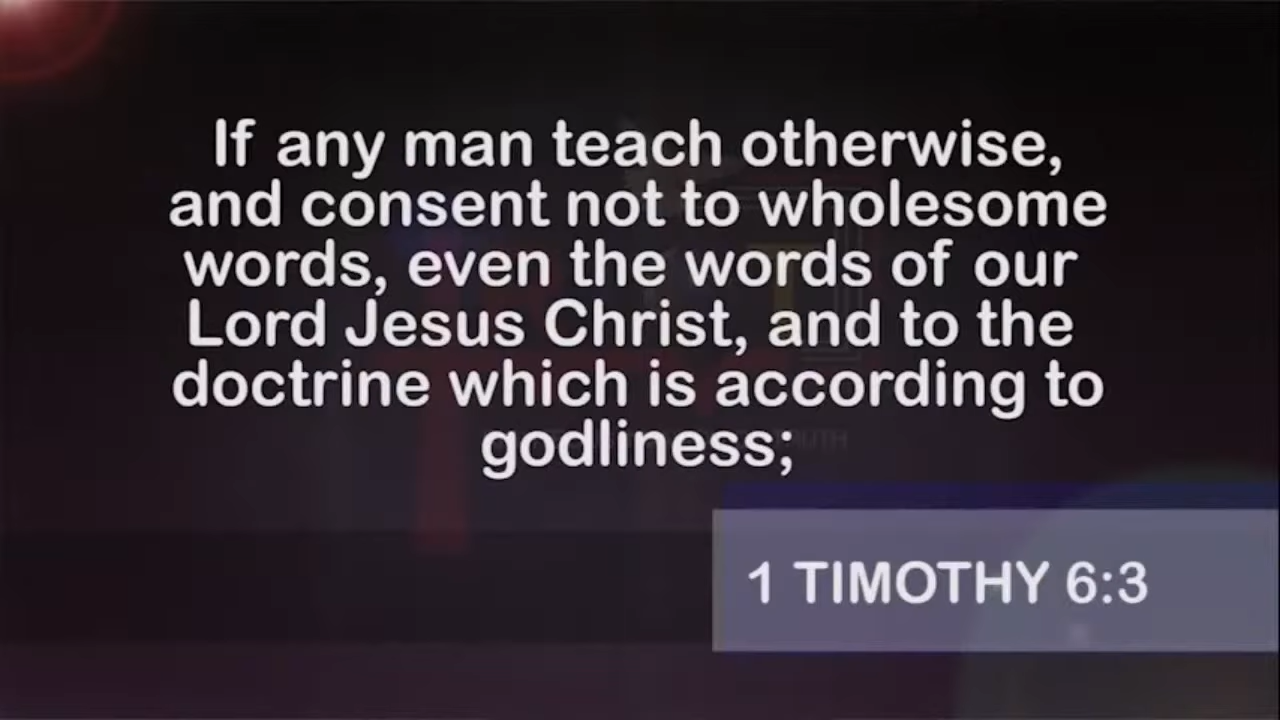 If any man teach otherwise,
and consent not to wholesome
words, even the words of our
Lord Jesus Christ, and to the
doctrine which is according to
godliness;
1 TIMOTHY 6:3